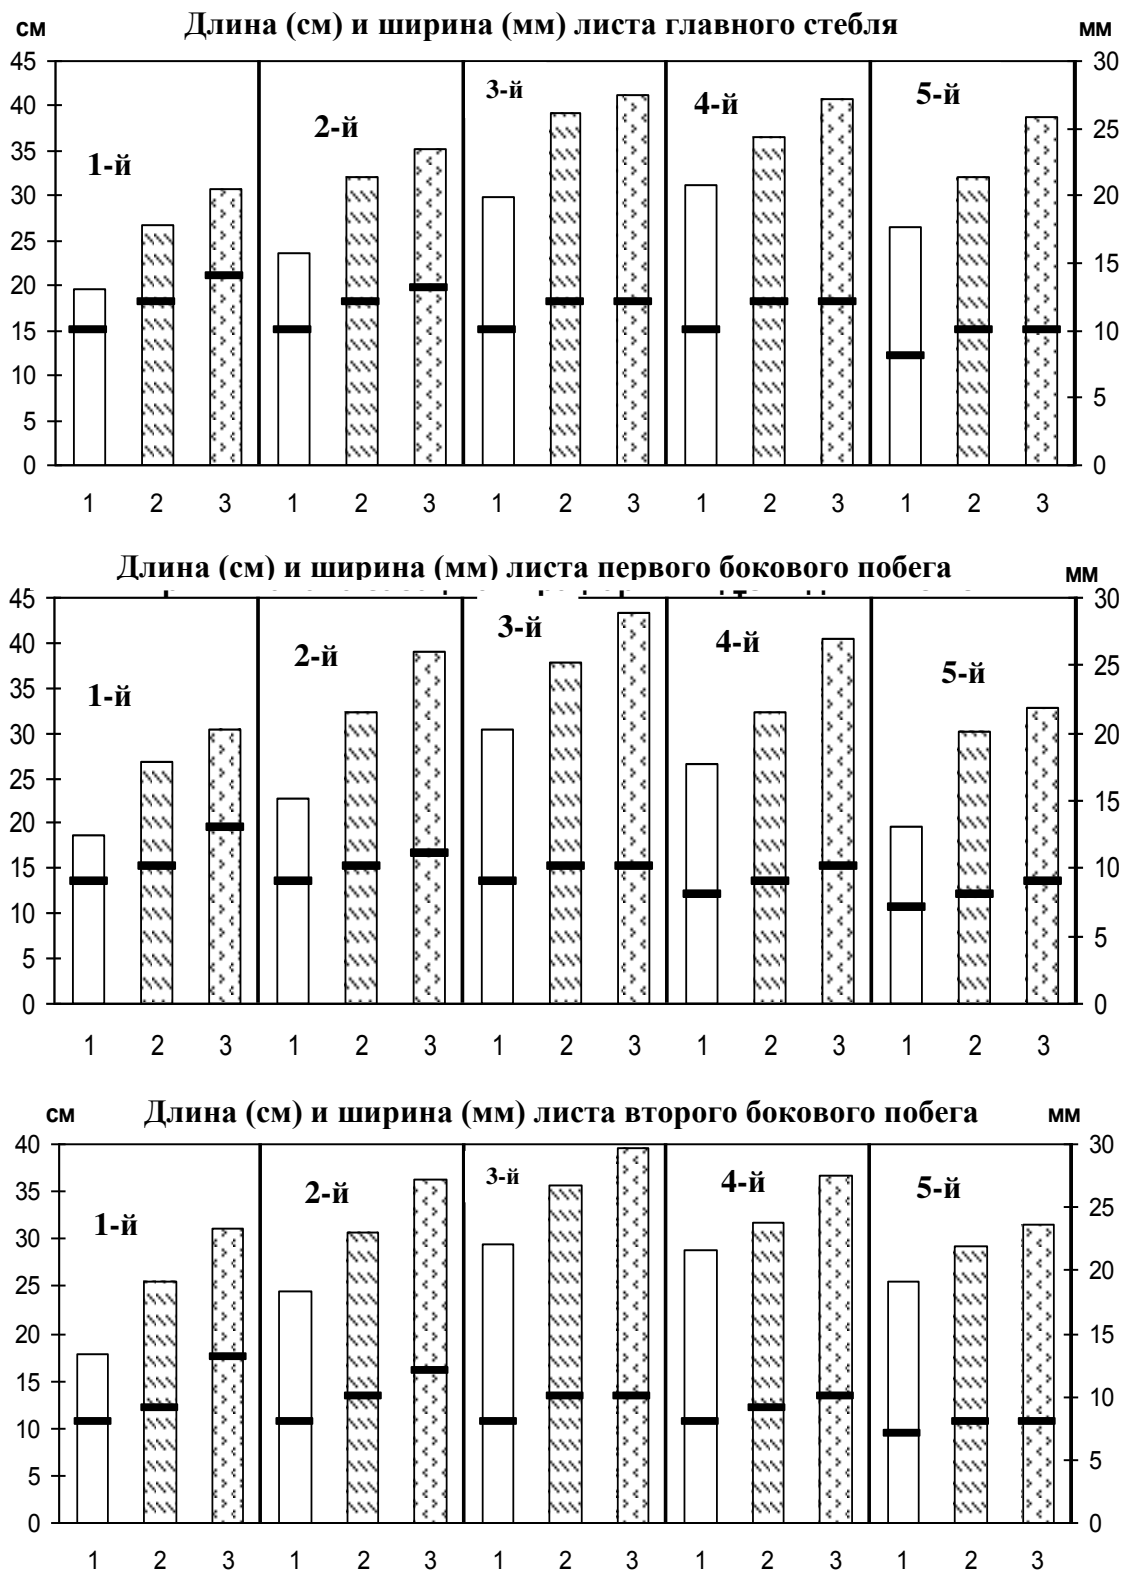 Длина (см) и ширина (мм) листа главного стебля
см мм
45 30
40 25
35 20
30 15
25 10
20 5
15 0
10
5
0
1-й 2-й 3-й 4-й 5-й
1 2 3 1 2 3 1 2 3 1 2 3 1 2 3
Длина (см) и ширина (мм) листа первого бокового побега
мм
45 30
40 25
35 20
30 15
25 10
20 5
15 0
10
5
0
1-й 2-й 3-й 4-й 5-й
1 2 3 1 2 3 1 2 3 1 2 3 1 2 3
Длина (см) и ширина (мм) листа второго бокового побега
см мм
40 30
35 25
30 20
25 15
20 10
15 5
10 0
5
0
1-й 2-й 3-й 4-й 5-й
1 2 3 1 2 3 1 2 3 1 2 3 1 2 3